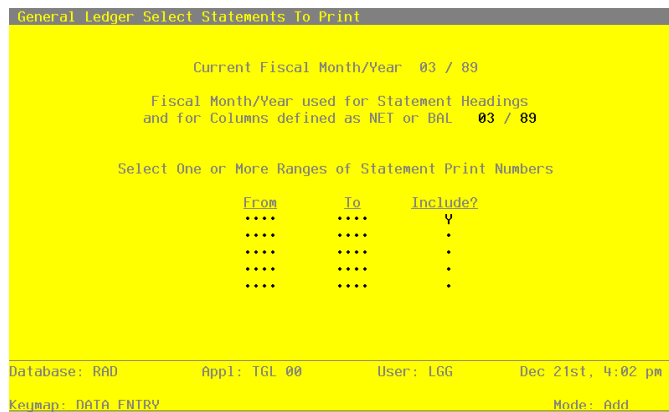 General Ledger Select Statements To Print
Current Fiscal Month/Year 03 / 89
Fiscal Month/Year used for Statement Headings
and for Columns defined as NET or BAL 03 / 89
Select One or More Ranges of Statement Print Numbers
From To Include?
•••• •••• Y
•••• •••• •
•••• •••• •
•••• •••• •
•••• •••• •
Database: RAD Appl: TGL 00 User: LGG Dec 21st, 4:02 pm
Keymap: DATA ENTRY Mode: Add